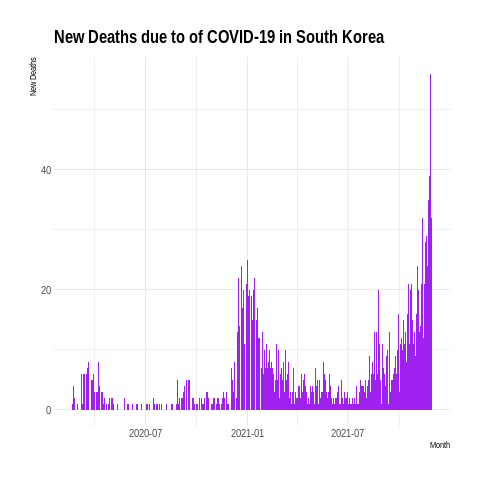 New Deaths due to of COVID-19 in South Korea
New Deaths
40
20
0
2020-07 2021-01 2021-07
Month